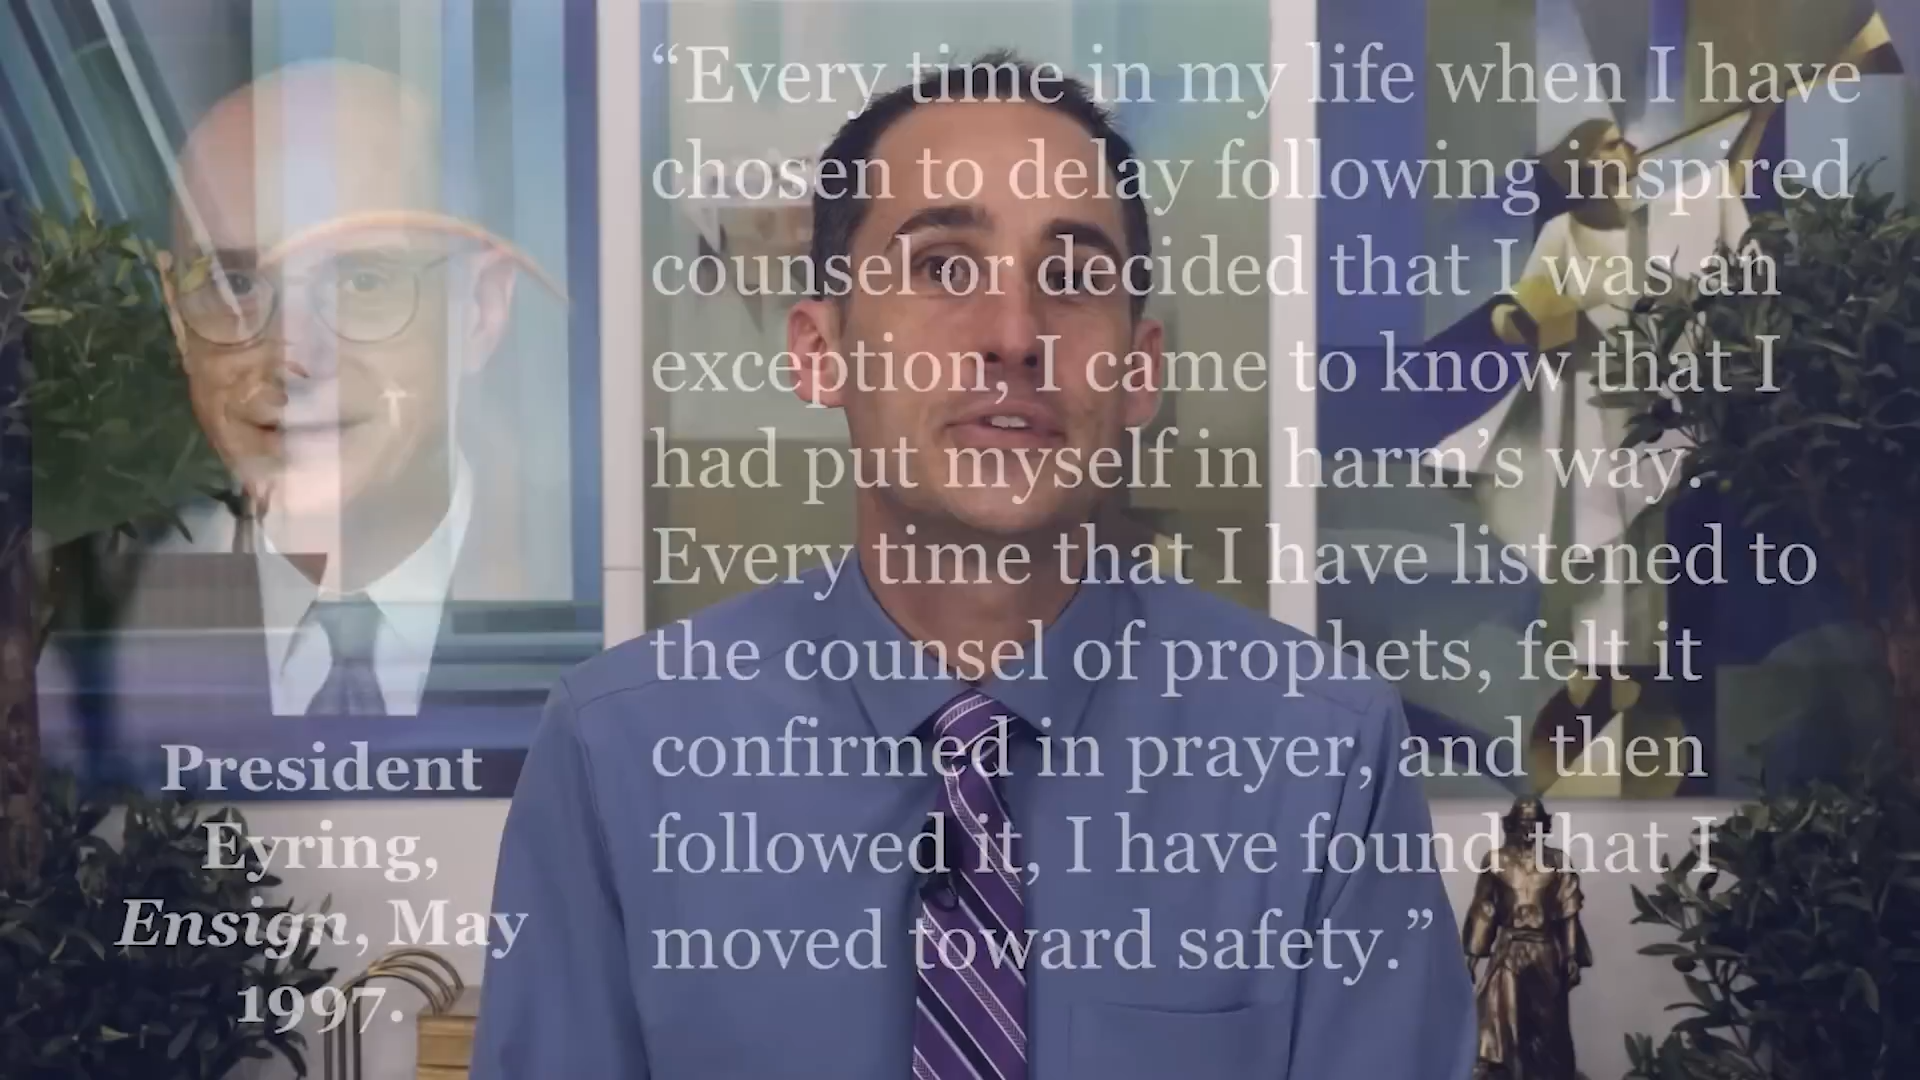 “Every time in my life when I have
chosen to delay following inspired
counsel or decided that I was an
exception, I came to know that I
had put myself in harm’s way.
Every time that I have listened to
the counsel of prophets, felt it
confirmed in prayer, and then
followed it, I have found that I
moved toward safety.”
President
Eyring,
Ensign, May
1997.